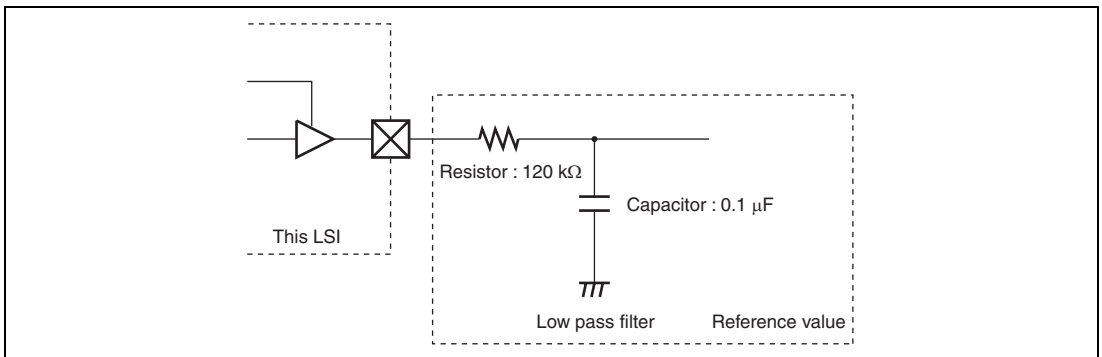 Resistor : 120 kΩ
Capacitor : 0.1 μF
This LSI
Low pass filter
Reference value